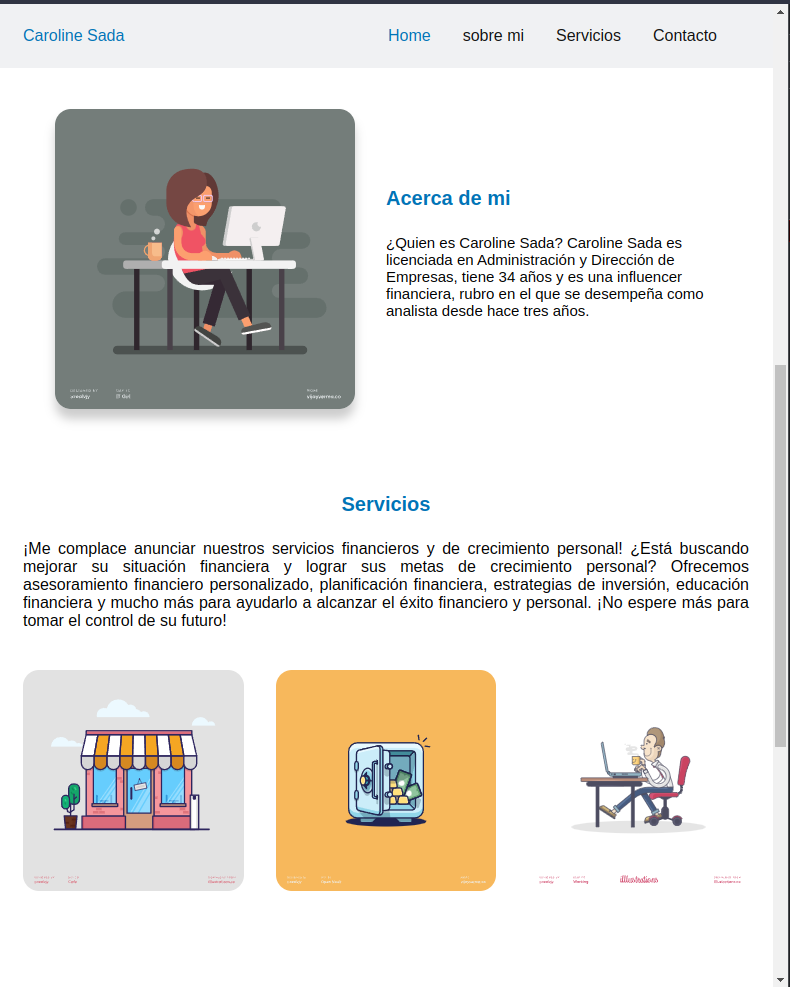 Caroline Sada Home sobre mi Servicios Contacto
Acerca de mi
¿Quien es Caroline Sada? Caroline Sada es
licenciada en Administración y Dirección de
Empresas, tiene 34 años y es una influencer
financiera, rubro en el que se desempeña como
analista desde hace tres años.
Servicios
¡Me complace anunciar nuestros servicios financieros y de crecimiento personal! ¿Está buscando
mejorar su situación financiera y lograr sus metas de crecimiento personal? Ofrecemos
asesoramiento financiero personalizado, planificación financiera, estrategias de inversión, educación
financiera y mucho más para ayudarlo a alcanzar el éxito financiero y personal. ¡No espere más para
tomar el control de su futuro!
illustrations